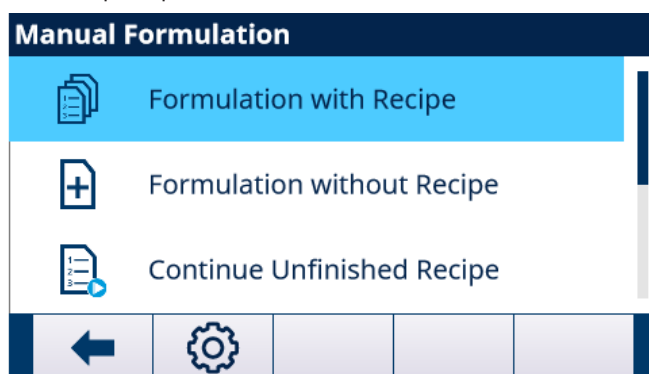 Manual Formulation
Formulation with Recipe
Formulation without Recipe
Continue Unfinished Recipe